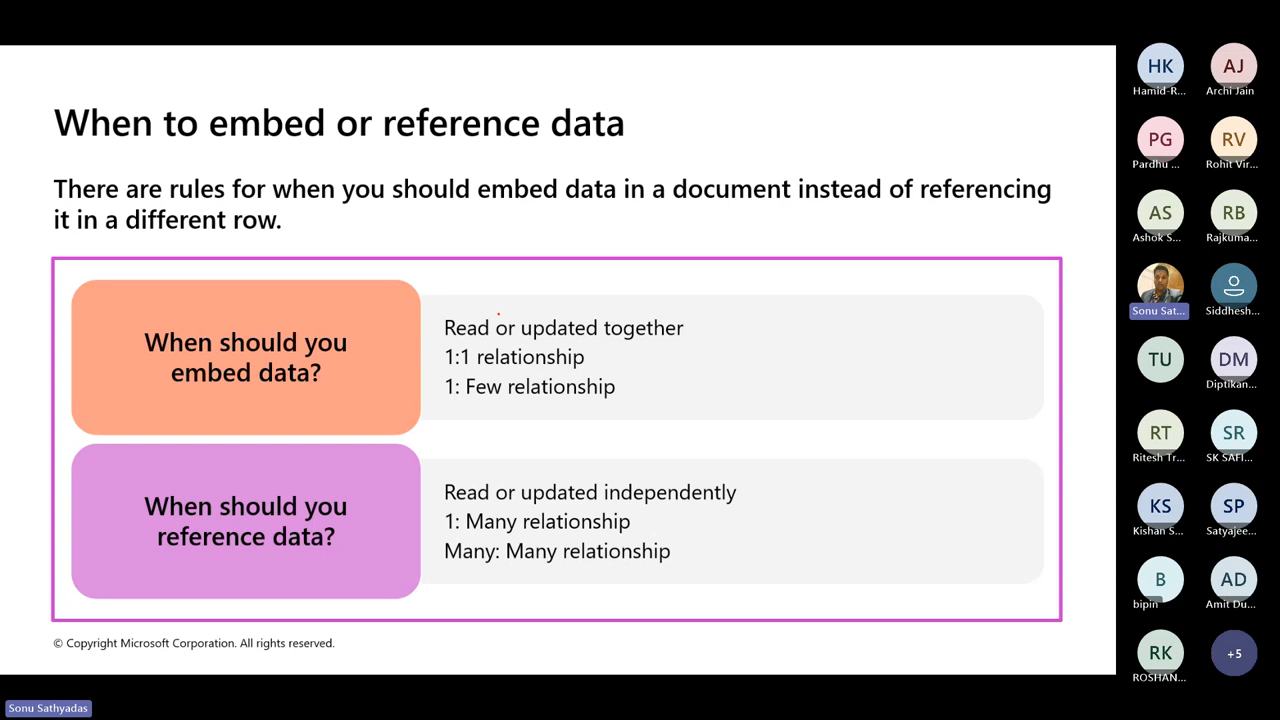 When to embed or reference data
There are rules for when you should embed data in a document instead of referencing
it in a different row.
When should you
embed data?
Read or updated together
1:1 relationship
1: Few relationship
When should you
reference data?
Read or updated independently
1: Many relationship
Many: Many relationship
© Copyright Microsoft Corporation. All rights reserved.
Sonu Sathyadas
HK
Hamid-R...
AJ
Archi Jain
PG
Pardhu ...
RV
Rohit Vir...
AS
Ashok S...
RB
Rajkuma...
Sonu Sat...
Siddhesh...
TU
DM
Diptikan...
RT
Ritesh Tr...
SR
SK SAFI...
KS
Kishan S...
SP
Satyajee...
B
bipin
AD
Amit Du...
RK
ROSHAN...
+5